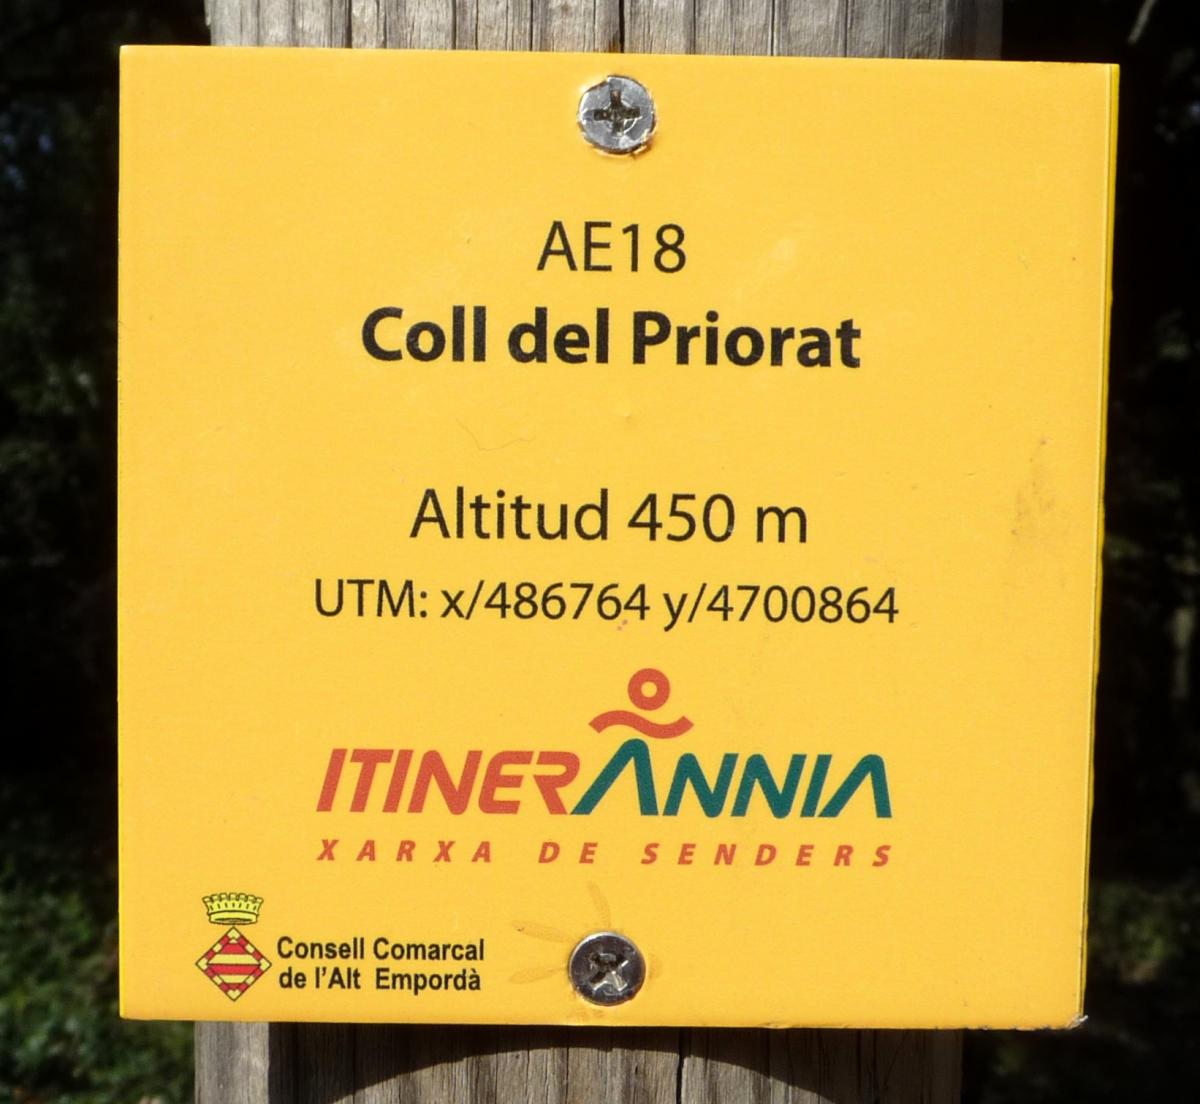 AE18
Coll del Priorat
Altitud 450 m
UTM: x/486764 y/4700864
ITINERANNIA
XARXA DE SENDERS
Consell Comarcal
de l'Alt Empordà